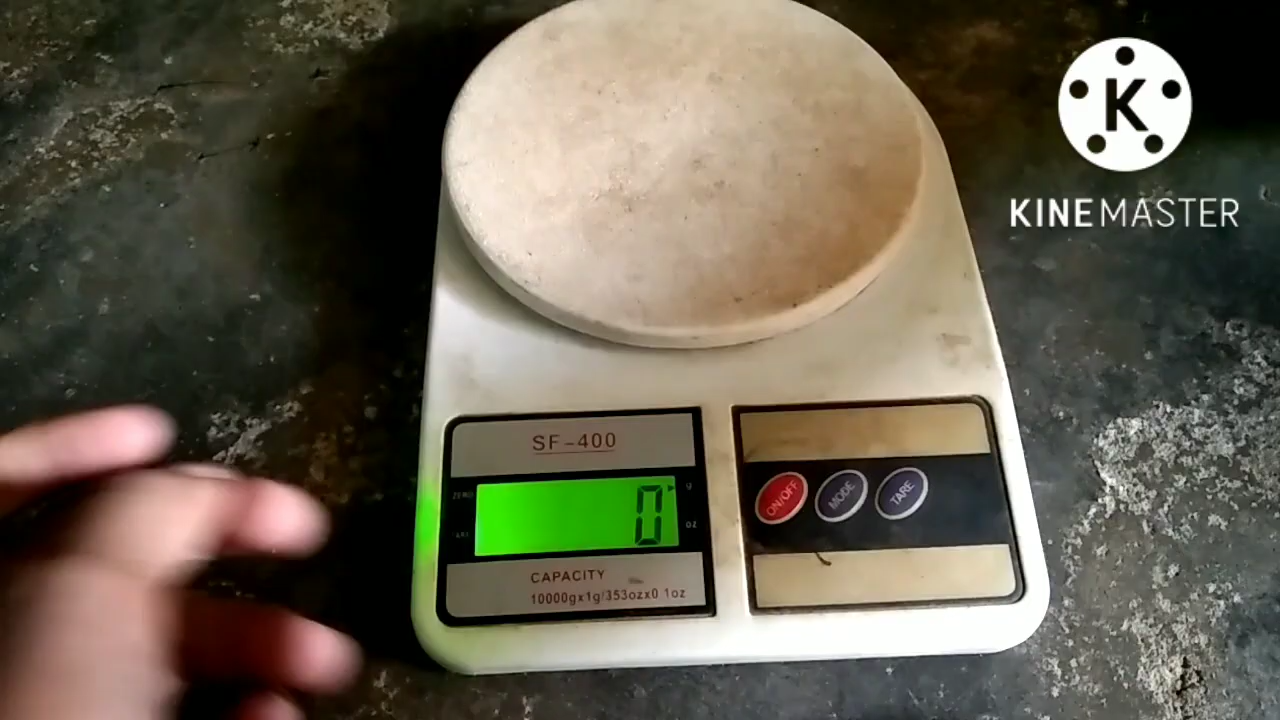 K
KINEMASTER
SF-400
ZERO
g
0
TARE
oz
CAPACITY
10000gx1g/353ozx0.1oz
ON/OFF
MODE
TARE